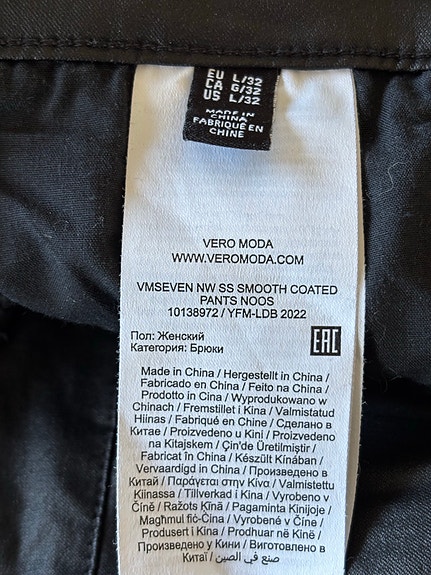 EU L/32
CA G/32
US L/32
MADE IN
CHINA
FABRIQUÉ EN
CHINE
VERO MODA
WWW.VEROMODA.COM
VMSEVEN NW SS SMOOTH COATED
PANTS NOOS
10138972 / YFM-LDB 2022
Пол: Женский
Категория: Брюки
EAC
Made in China / Hergestellt in China /
Fabricado en China / Feito na China /
Prodotto in Cina / Wyprodukowano w
Chinach / Fremstillet i Kina / Valmistatud
Hiinas / Fabriqué en Chine / Сделано в
Китае / Proizvedeno u Kini / Proizvedeno
na Kitajskem / Çin'de Üretilmiştir /
Fabricat în China / Készült Kínában /
Vervaardigd in China / Произведено в
Китай / Παράγεται στην Κίνα / Valmistettu
Kiinassa / Tillverkad i Kina / Vyrobeno v
Číně / Ražots Ķīnā / Pagaminta Kinijoje /
Magħmul fiċ-Ċina / Vyrobené v Číne /
Produsert i Kina / Prodhuar në Kinë /
Произведено у Кини / Виготовлено в
Китаї / صنع في الصين /